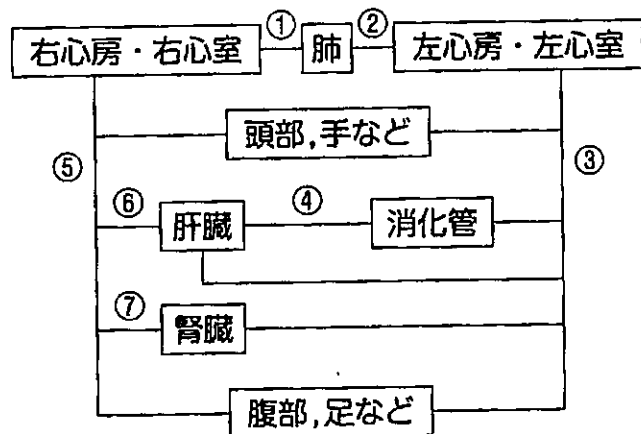 ① ②
右心房・右心室 肺 左心房・左心室
頭部,手など
⑤ ③
⑥ ④
肝臓 消化管
⑦
腎臓
腹部,足など